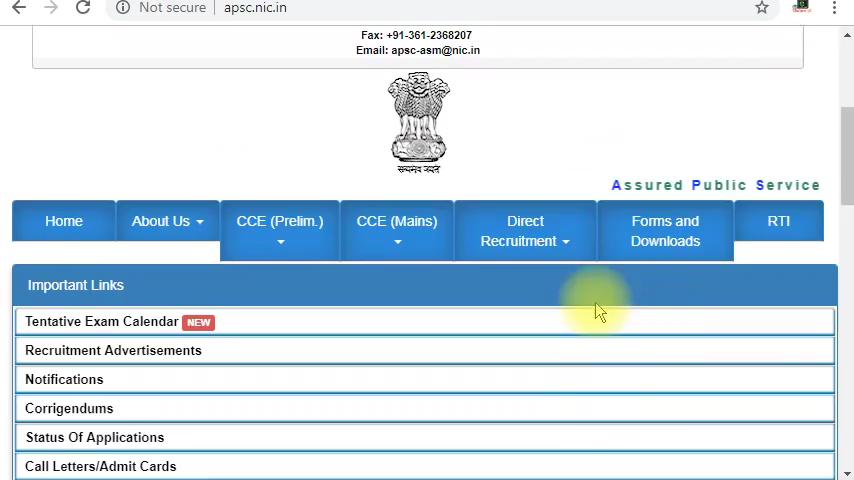 Not secure apsc.nic.in
Fax: +91-361-2368207
Email: apsc-asm@nic.in
सत्यमेव जयते
Assured Public Service
Home
About Us
CCE (Prelim.)
CCE (Mains)
Direct
Recruitment
Forms and
Downloads
RTI
Important Links
Tentative Exam Calendar NEW
Recruitment Advertisements
Notifications
Corrigendums
Status Of Applications
Call Letters/Admit Cards